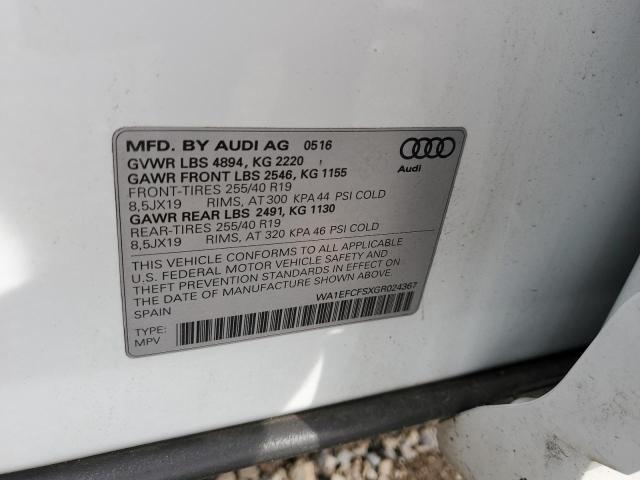 MFD. BY AUDI AG 0516
GVWR LBS 4894, KG 2220
GAWR FRONT LBS 2546, KG 1155
FRONT-TIRES 255/40 R19
8,5JX19 RIMS, AT 300 KPA 44 PSI COLD
GAWR REAR LBS 2491, KG 1130
REAR-TIRES 255/40 R19
8,5JX19 RIMS, AT 320 KPA 46 PSI COLD
Audi
THIS VEHICLE CONFORMS TO ALL APPLICABLE
U.S. FEDERAL MOTOR VEHICLE SAFETY AND
THEFT PREVENTION STANDARDS IN EFFECT ON
THE DATE OF MANUFACTURE SHOWN ABOVE.
SPAIN
WA1EFCFSXGR024367
TYPE:
MPV